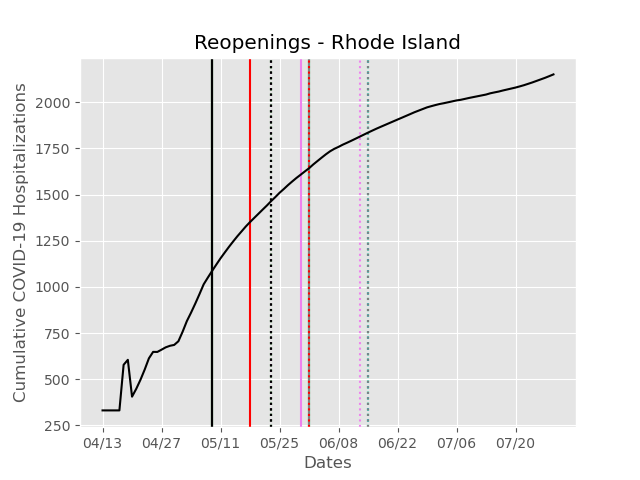 Reopenings - Rhode Island
Cumulative COVID-19 Hospitalizations
2000
1750
1500
1250
1000
750
500
250
04/13 04/27 05/11 05/25 06/08 06/22 07/06 07/20
Dates